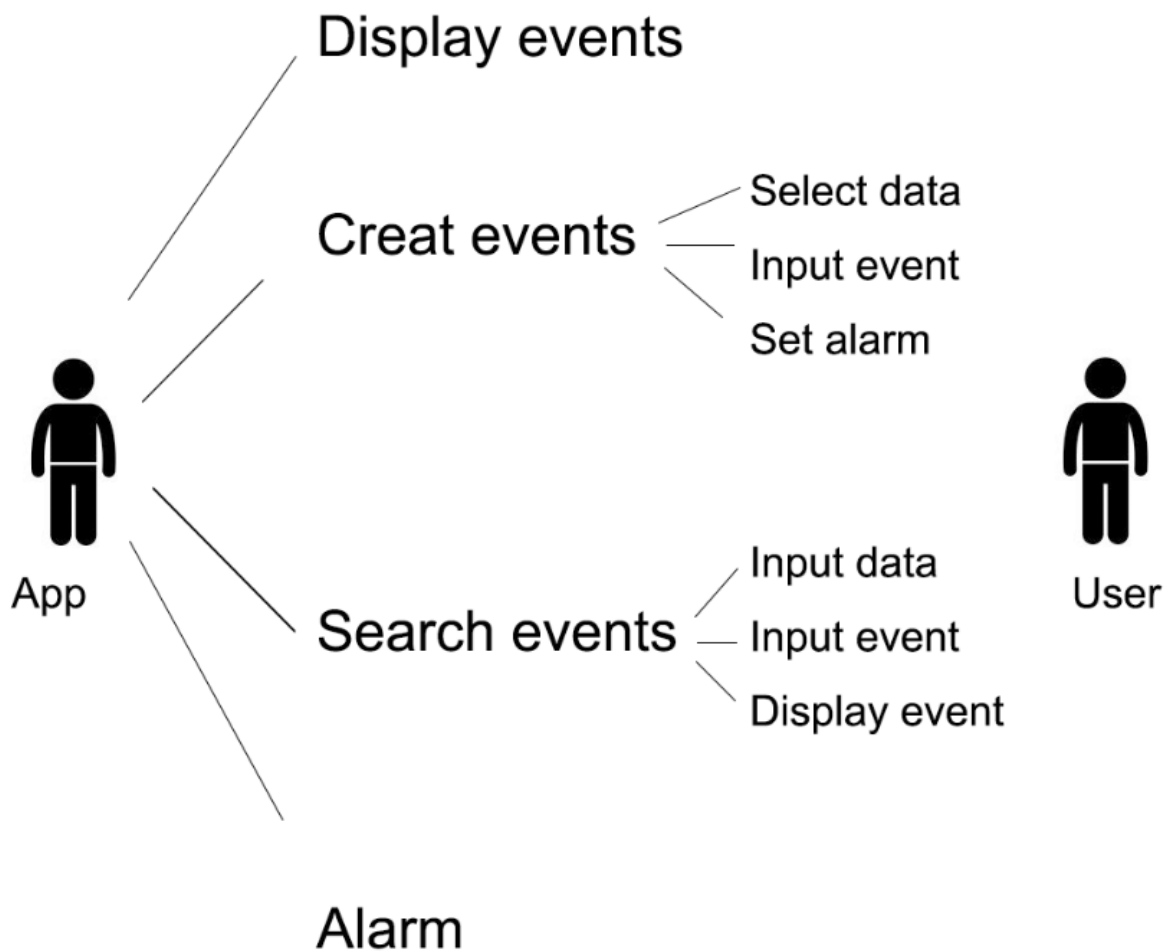 Display events
Creat events
Select data
Input event
Set alarm
App
User
Search events
Input data
Input event
Display event
Alarm